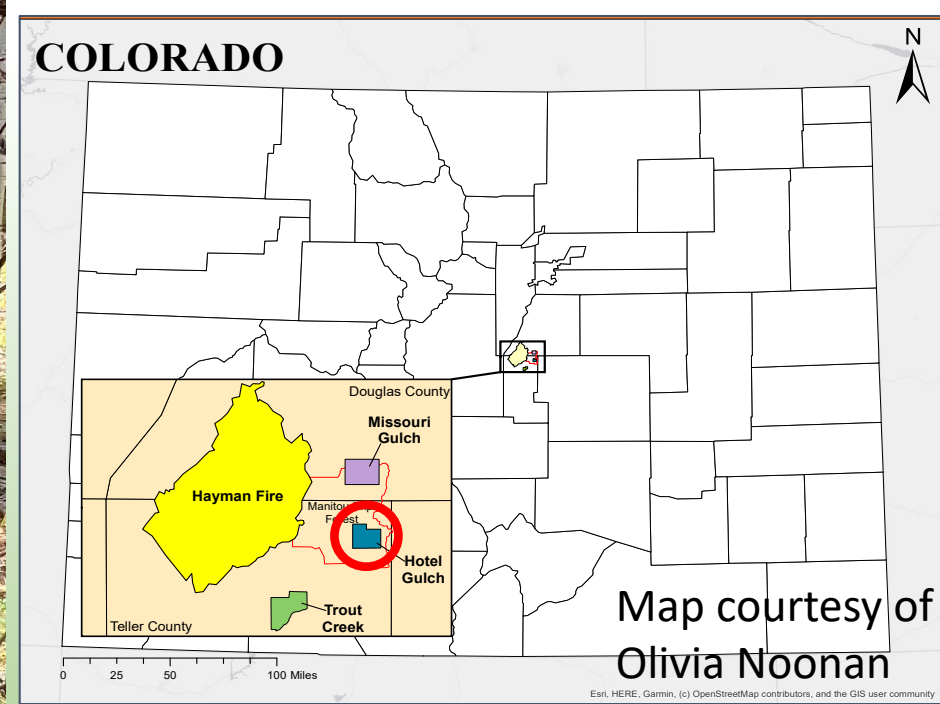 COLORADO
N
Douglas County
Missouri
Gulch
Hayman Fire
Manitou
Forest
Hotel
Gulch
Trout
Creek
Teller County
0 25 50 100 Miles
Map courtesy of
Olivia Noonan
Esri, HERE, Garmin, (c) OpenStreetMap contributors, and the GIS user community